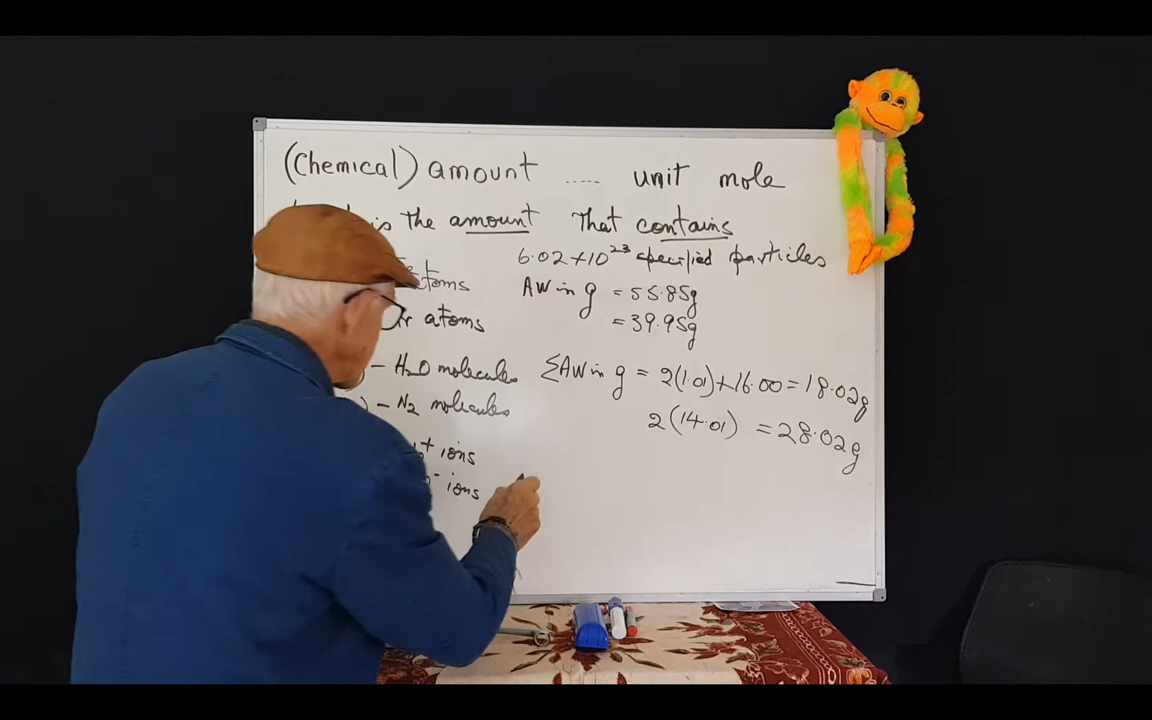 (Chemical) amount ..... unit mole
is the amount That contains
6.02×10²³ specified particles
atoms AW in g = 55.85g
atoms = 39.95g
- H₂O molecules ΣAW in g = 2(1.01)+16.00=18.02g
- N₂ molecules 2(14.01) = 28.02g
+ ions
- ions